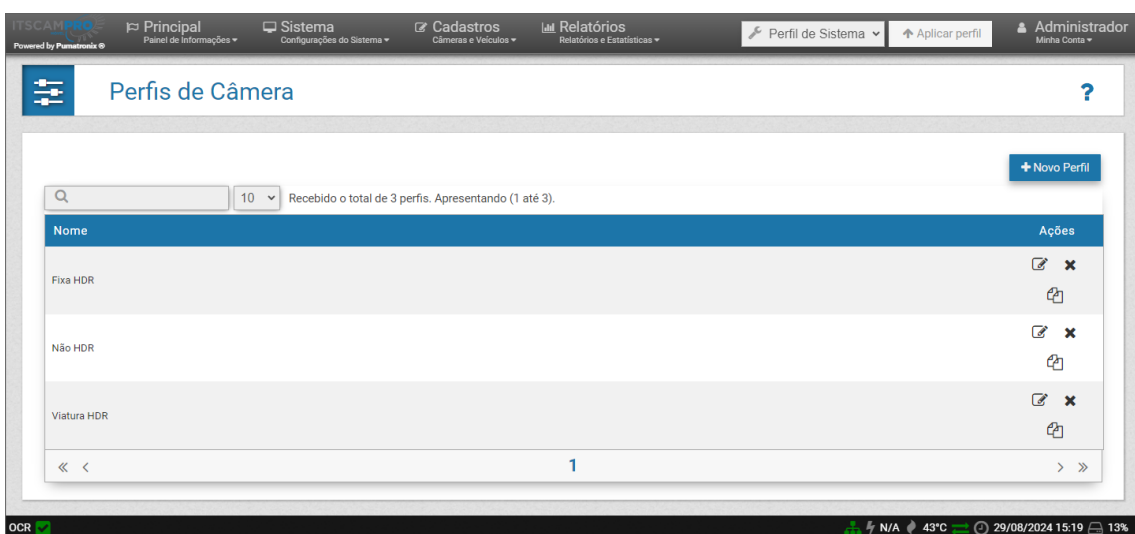 ITSCAMPRO
Powered by Pumatronix ®
Principal
Painel de Informações
Sistema
Configurações do Sistema
Cadastros
Câmeras e Veículos
Relatórios
Relatórios e Estatísticas
Perfil de Sistema
Aplicar perfil
Administrador
Minha Conta
Perfis de Câmera
?
+ Novo Perfil
10
Recebido o total de 3 perfis. Apresentando (1 até 3).
Nome Ações
Fixa HDR
Não HDR
Viatura HDR
« < 1 > »
OCR N/A 43°C 29/08/2024 15:19 13%